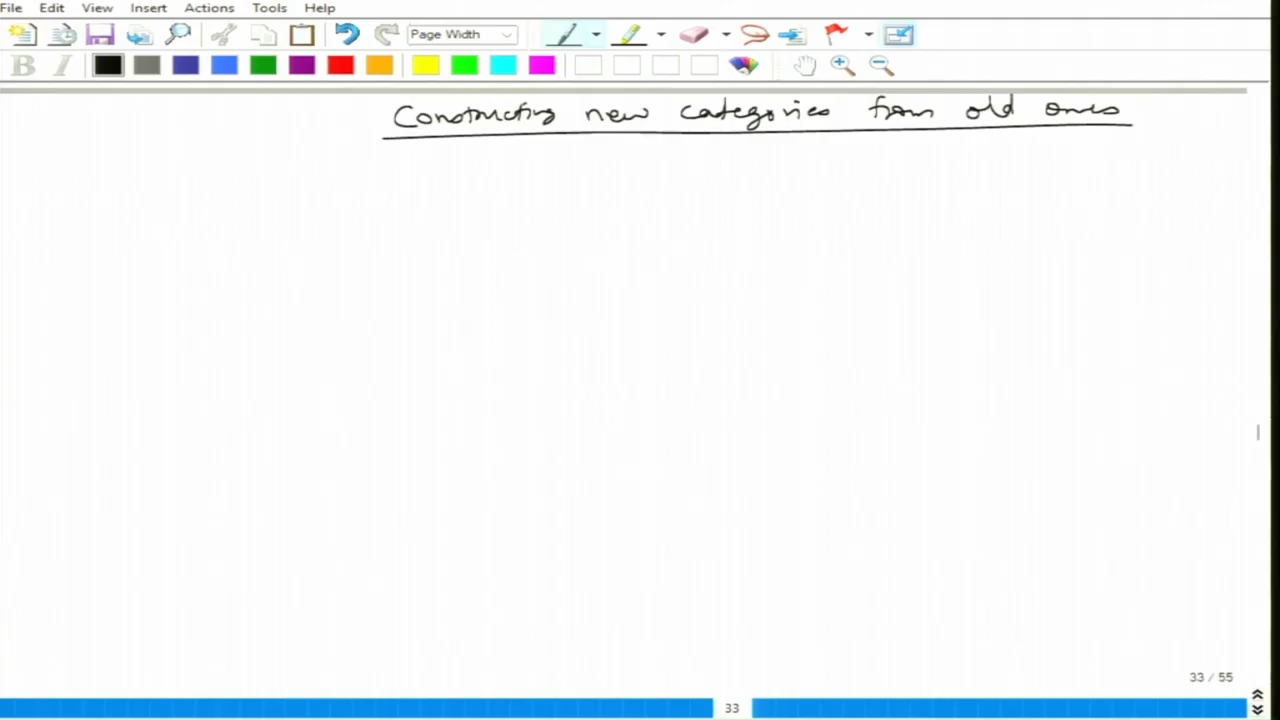 File Edit View Insert Actions Tools Help
Page Width
B I
Constructing new categories from old ones
33 / 55
33